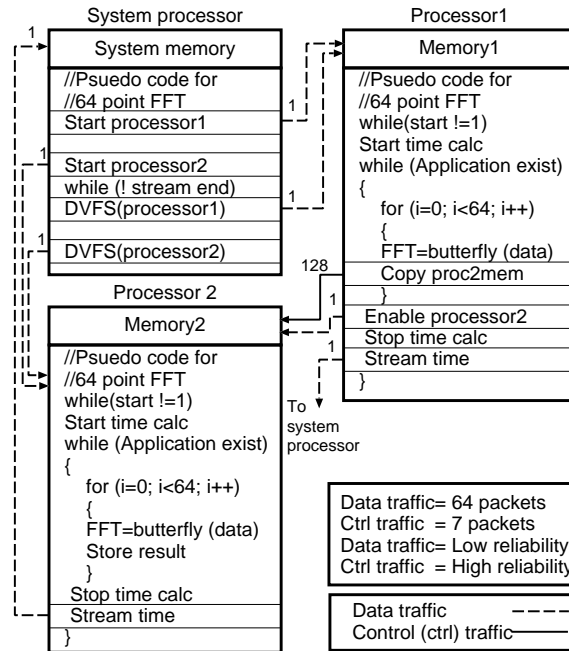 System processor
System memory
//Psuedo code for
//64 point FFT
Start processor1
Start processor2
while (! stream end)
DVFS(processor1)
DVFS(processor2)
1
1
1
1
1
Processor1
Memory1
//Psuedo code for
//64 point FFT
while(start !=1)
Start time calc
while (Application exist)
{
for (i=0; i<64; i++)
{
FFT=butterfly (data)
Copy proc2mem
}
Enable processor2
Stop time calc
Stream time
}
128
1
1
To
system
processor
Processor 2
Memory2
//Psuedo code for
//64 point FFT
while(start !=1)
Start time calc
while (Application exist)
{
for (i=0; i<64; i++)
{
FFT=butterfly (data)
Store result
}
Stop time calc
Stream time
}
Data traffic= 64 packets
Ctrl traffic = 7 packets
Data traffic= Low reliability
Ctrl traffic = High reliability
Data traffic
Control (ctrl) traffic